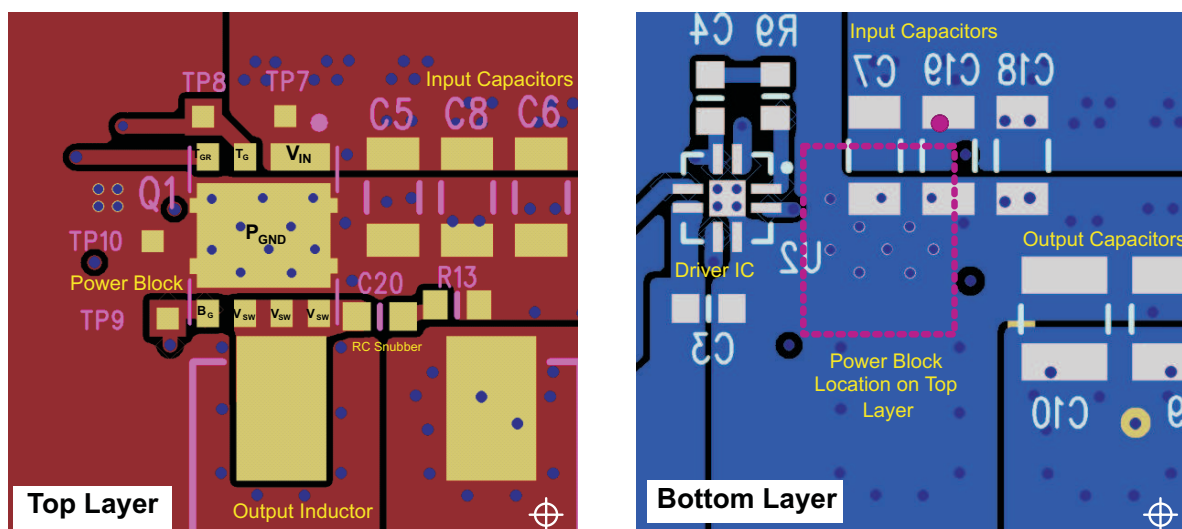 TP8
TP7
Input Capacitors
C5
C8
C6
TGR
TG
VIN
Q1
PGND
TP10
Power Block
C20
R13
TP9
BG
VSW
VSW
VSW
RC Snubber
Output Inductor
Top Layer
C4
R9
Input Capacitors
C7
C19
C18
Driver IC
U2
Output Capacitors
C3
Power Block
Location on Top
Layer
C10
9
Bottom Layer